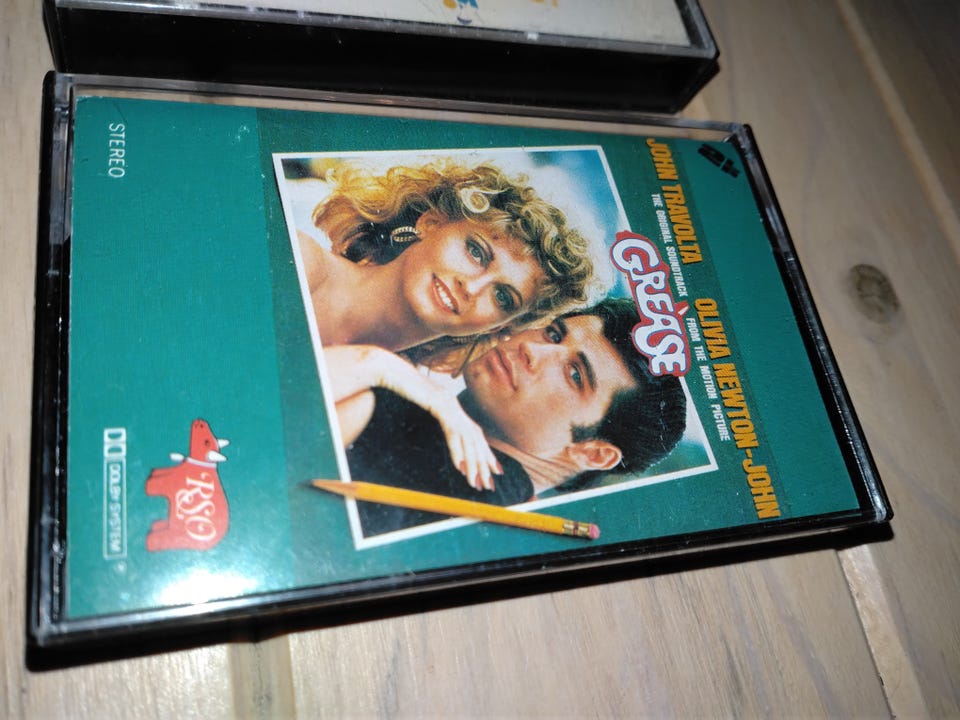 JOHN TRAVOLTA OLIVIA NEWTON-JOHN
THE ORIGINAL SOUNDTRACK FROM THE MOTION PICTURE
GREASE
RSO
STEREO
DOLBY SYSTEM